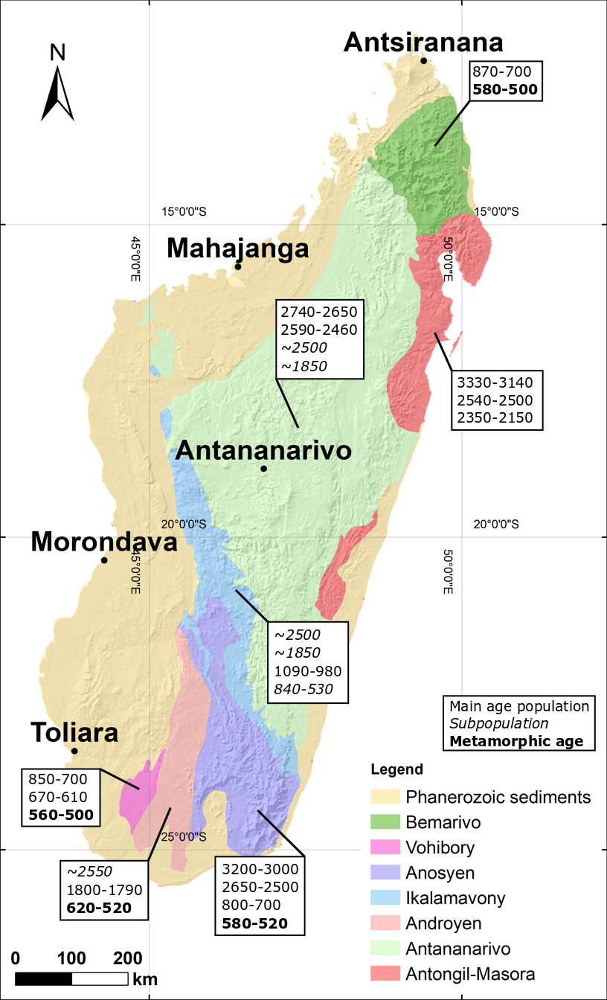 Antsiranana
N
870-700
580-500
15°0'0"S
15°0'0"S
45°0'0"E
50°0'0"E
Mahajanga
2740-2650
2590-2460
~2500
~1850
3330-3140
2540-2500
2350-2150
Antananarivo
20°0'0"S
20°0'0"S
Morondava
45°0'0"E
50°0'0"E
~2500
~1850
1090-980
840-530
Main age population
Subpopulation
Metamorphic age
Toliara
850-700
670-610
560-500
25°0'0"S
~2550
1800-1790
620-520
3200-3000
2650-2500
800-700
580-520
Legend
Phanerozoic sediments
Bemarivo
Vohibory
Anosyen
Ikalamavony
Androyen
Antananarivo
Antongil-Masora
0 100 200
km